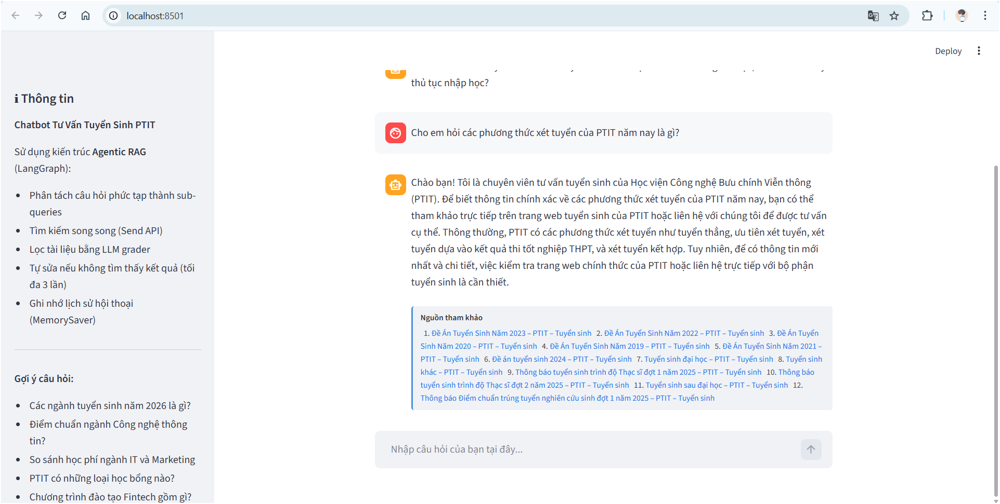 localhost:8501
Deploy
ℹ Thông tin
Chatbot Tư Vấn Tuyển Sinh PTIT
Sử dụng kiến trúc Agentic RAG
(LangGraph):
Phân tách câu hỏi phức tạp thành sub-
queries
Tìm kiếm song song (Send API)
Lọc tài liệu bằng LLM grader
Tự sửa nếu không tìm thấy kết quả (tối
đa 3 lần)
Ghi nhớ lịch sử hội thoại
(MemorySaver)
Gợi ý câu hỏi:
Các ngành tuyển sinh năm 2026 là gì?
Điểm chuẩn ngành Công nghệ thông
tin?
So sánh học phí ngành IT và Marketing
PTIT có những loại học bổng nào?
Chương trình đào tạo Fintech gồm gì?
thủ tục nhập học?
Cho em hỏi các phương thức xét tuyển của PTIT năm nay là gì?
Chào bạn! Tôi là chuyên viên tư vấn tuyển sinh của Học viện Công nghệ Bưu chính Viễn thông
(PTIT). Để biết thông tin chính xác về các phương thức xét tuyển của PTIT năm nay, bạn có thể
tham khảo trực tiếp trên trang web tuyển sinh của PTIT hoặc liên hệ với chúng tôi để được tư vấn
cụ thể. Thông thường, PTIT có các phương thức xét tuyển như tuyển thẳng, ưu tiên xét tuyển, xét
tuyển dựa vào kết quả thi tốt nghiệp THPT, và xét tuyển kết hợp. Tuy nhiên, để có thông tin mới
nhất và chi tiết, việc kiểm tra trang web chính thức của PTIT hoặc liên hệ trực tiếp với bộ phận
tuyển sinh là cần thiết.
Nguồn tham khảo
1. Đề Án Tuyển Sinh Năm 2023 – PTIT – Tuyển sinh 2. Đề Án Tuyển Sinh Năm 2022 – PTIT – Tuyển sinh 3. Đề Án Tuyển
Sinh Năm 2020 – PTIT – Tuyển sinh 4. Đề Án Tuyển Sinh Năm 2019 – PTIT – Tuyển sinh 5. Đề Án Tuyển Sinh Năm 2021 –
PTIT – Tuyển sinh 6. Đề án tuyển sinh 2024 – PTIT – Tuyển sinh 7. Tuyển sinh đại học – PTIT – Tuyển sinh 8. Tuyển sinh
khác – PTIT – Tuyển sinh 9. Thông báo tuyển sinh trình độ Thạc sĩ đợt 1 năm 2025 – PTIT – Tuyển sinh 10. Thông báo
tuyển sinh trình độ Thạc sĩ đợt 2 năm 2025 – PTIT – Tuyển sinh 11. Tuyển sinh sau đại học – PTIT – Tuyển sinh 12.
Thông báo Điểm chuẩn trúng tuyển nghiên cứu sinh đợt 1 năm 2025 – PTIT – Tuyển sinh
Nhập câu hỏi của bạn tại đây...